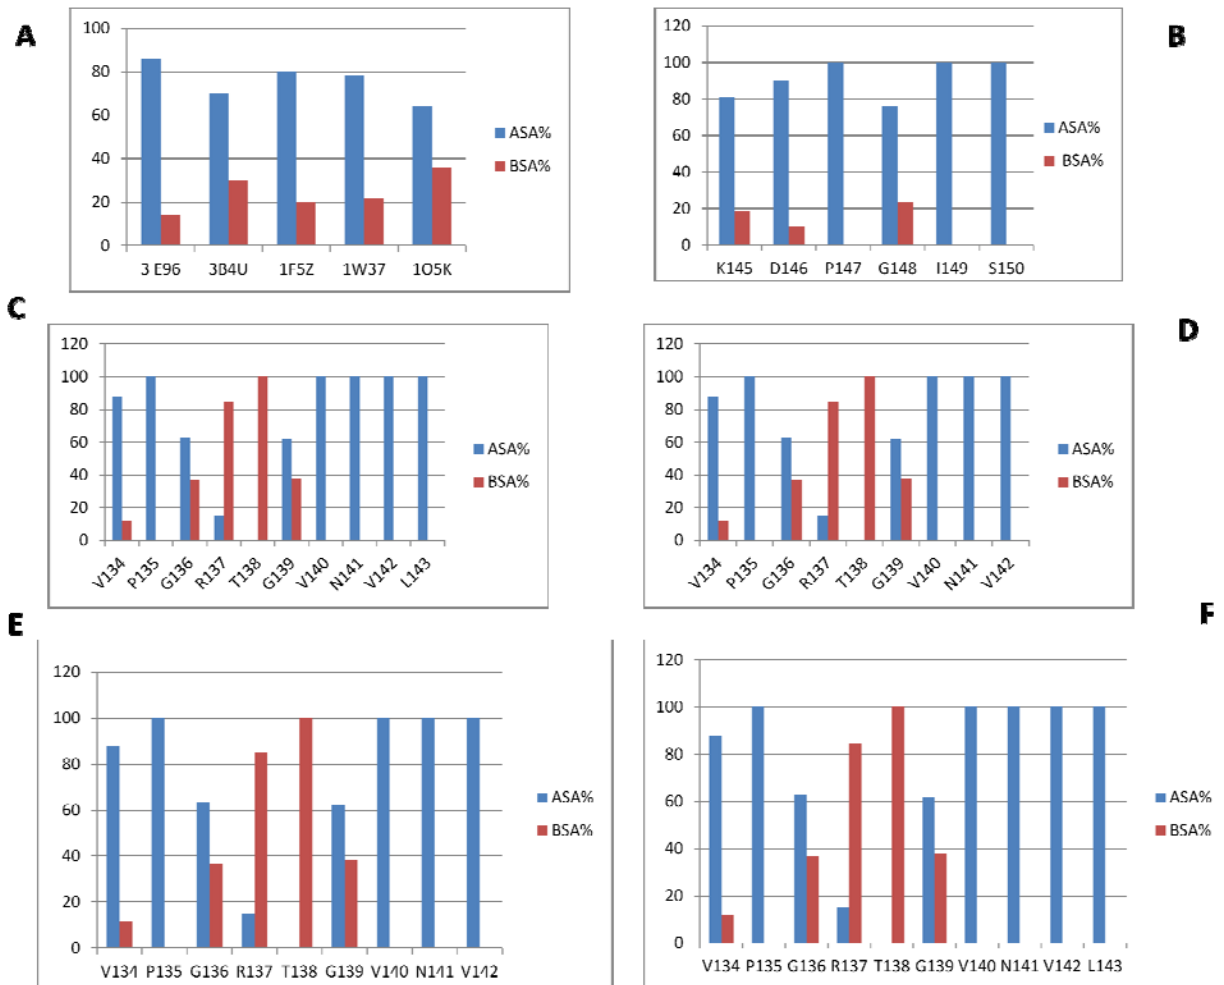 A
100
80
60
40
20
0
3 E96 3B4U 1F5Z 1W37 1O5K
ASA%
BSA%
B
120
100
80
60
40
20
0
K145 D146 P147 G148 I149 S150
ASA%
BSA%
C
120
100
80
60
40
20
0
V134 P135 G136 R137 T138 G139 V140 N141 V142 L143
ASA%
BSA%
D
120
100
80
60
40
20
0
V134 P135 G136 R137 T138 G139 V140 N141 V142
ASA%
BSA%
E
120
100
80
60
40
20
0
V134 P135 G136 R137 T138 G139 V140 N141 V142
ASA%
BSA%
F
120
100
80
60
40
20
0
V134 P135 G136 R137 T138 G139 V140 N141 V142 L143
ASA%
BSA%